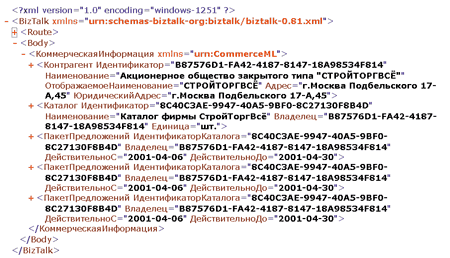 <?xml version="1.0" encoding="windows-1251" ?>
- <BizTalk xmlns="urn:schemas-biztalk-org:biztalk/biztalk-0.81.xml">
+ <Route>
- <Body>
- <КоммерческаяИнформация xmlns="urn:CommerceML">
+ <Контрагент Идентификатор="B87576D1-FA42-4187-8147-18A98534F814"
Наименование="Акционерное общество закрытого типа "СТРОЙТОРГВСЁ""
ОтображаемоеНаименование="СТРОЙТОРГВСЁ" Адрес="г.Москва Подбельского 17-
А,45" ЮридическийАдрес="г.Москва Подбельского 17-А,45">
+ <Каталог Идентификатор="8C40C3AE-9947-40A5-9BF0-8C27130F8B4D"
Наименование="Каталог фирмы СтройТоргВсё" Владелец="B87576D1-FA42-4187-
8147-18A98534F814" Единица="шт.">
+ <ПакетПредложений ИдентификаторКаталога="8C40C3AE-9947-40A5-9BF0-
8C27130F8B4D" Владелец="B87576D1-FA42-4187-8147-18A98534F814"
ДействительноС="2001-04-06" ДействительноДо="2001-04-30">
+ <ПакетПредложений ИдентификаторКаталога="8C40C3AE-9947-40A5-9BF0-
8C27130F8B4D" Владелец="B87576D1-FA42-4187-8147-18A98534F814"
ДействительноС="2001-04-06" ДействительноДо="2001-04-30">
+ <ПакетПредложений ИдентификаторКаталога="8C40C3AE-9947-40A5-9BF0-
8C27130F8B4D" Владелец="B87576D1-FA42-4187-8147-18A98534F814"
ДействительноС="2001-04-06" ДействительноДо="2001-04-30">
</КоммерческаяИнформация>
</Body>
</BizTalk>